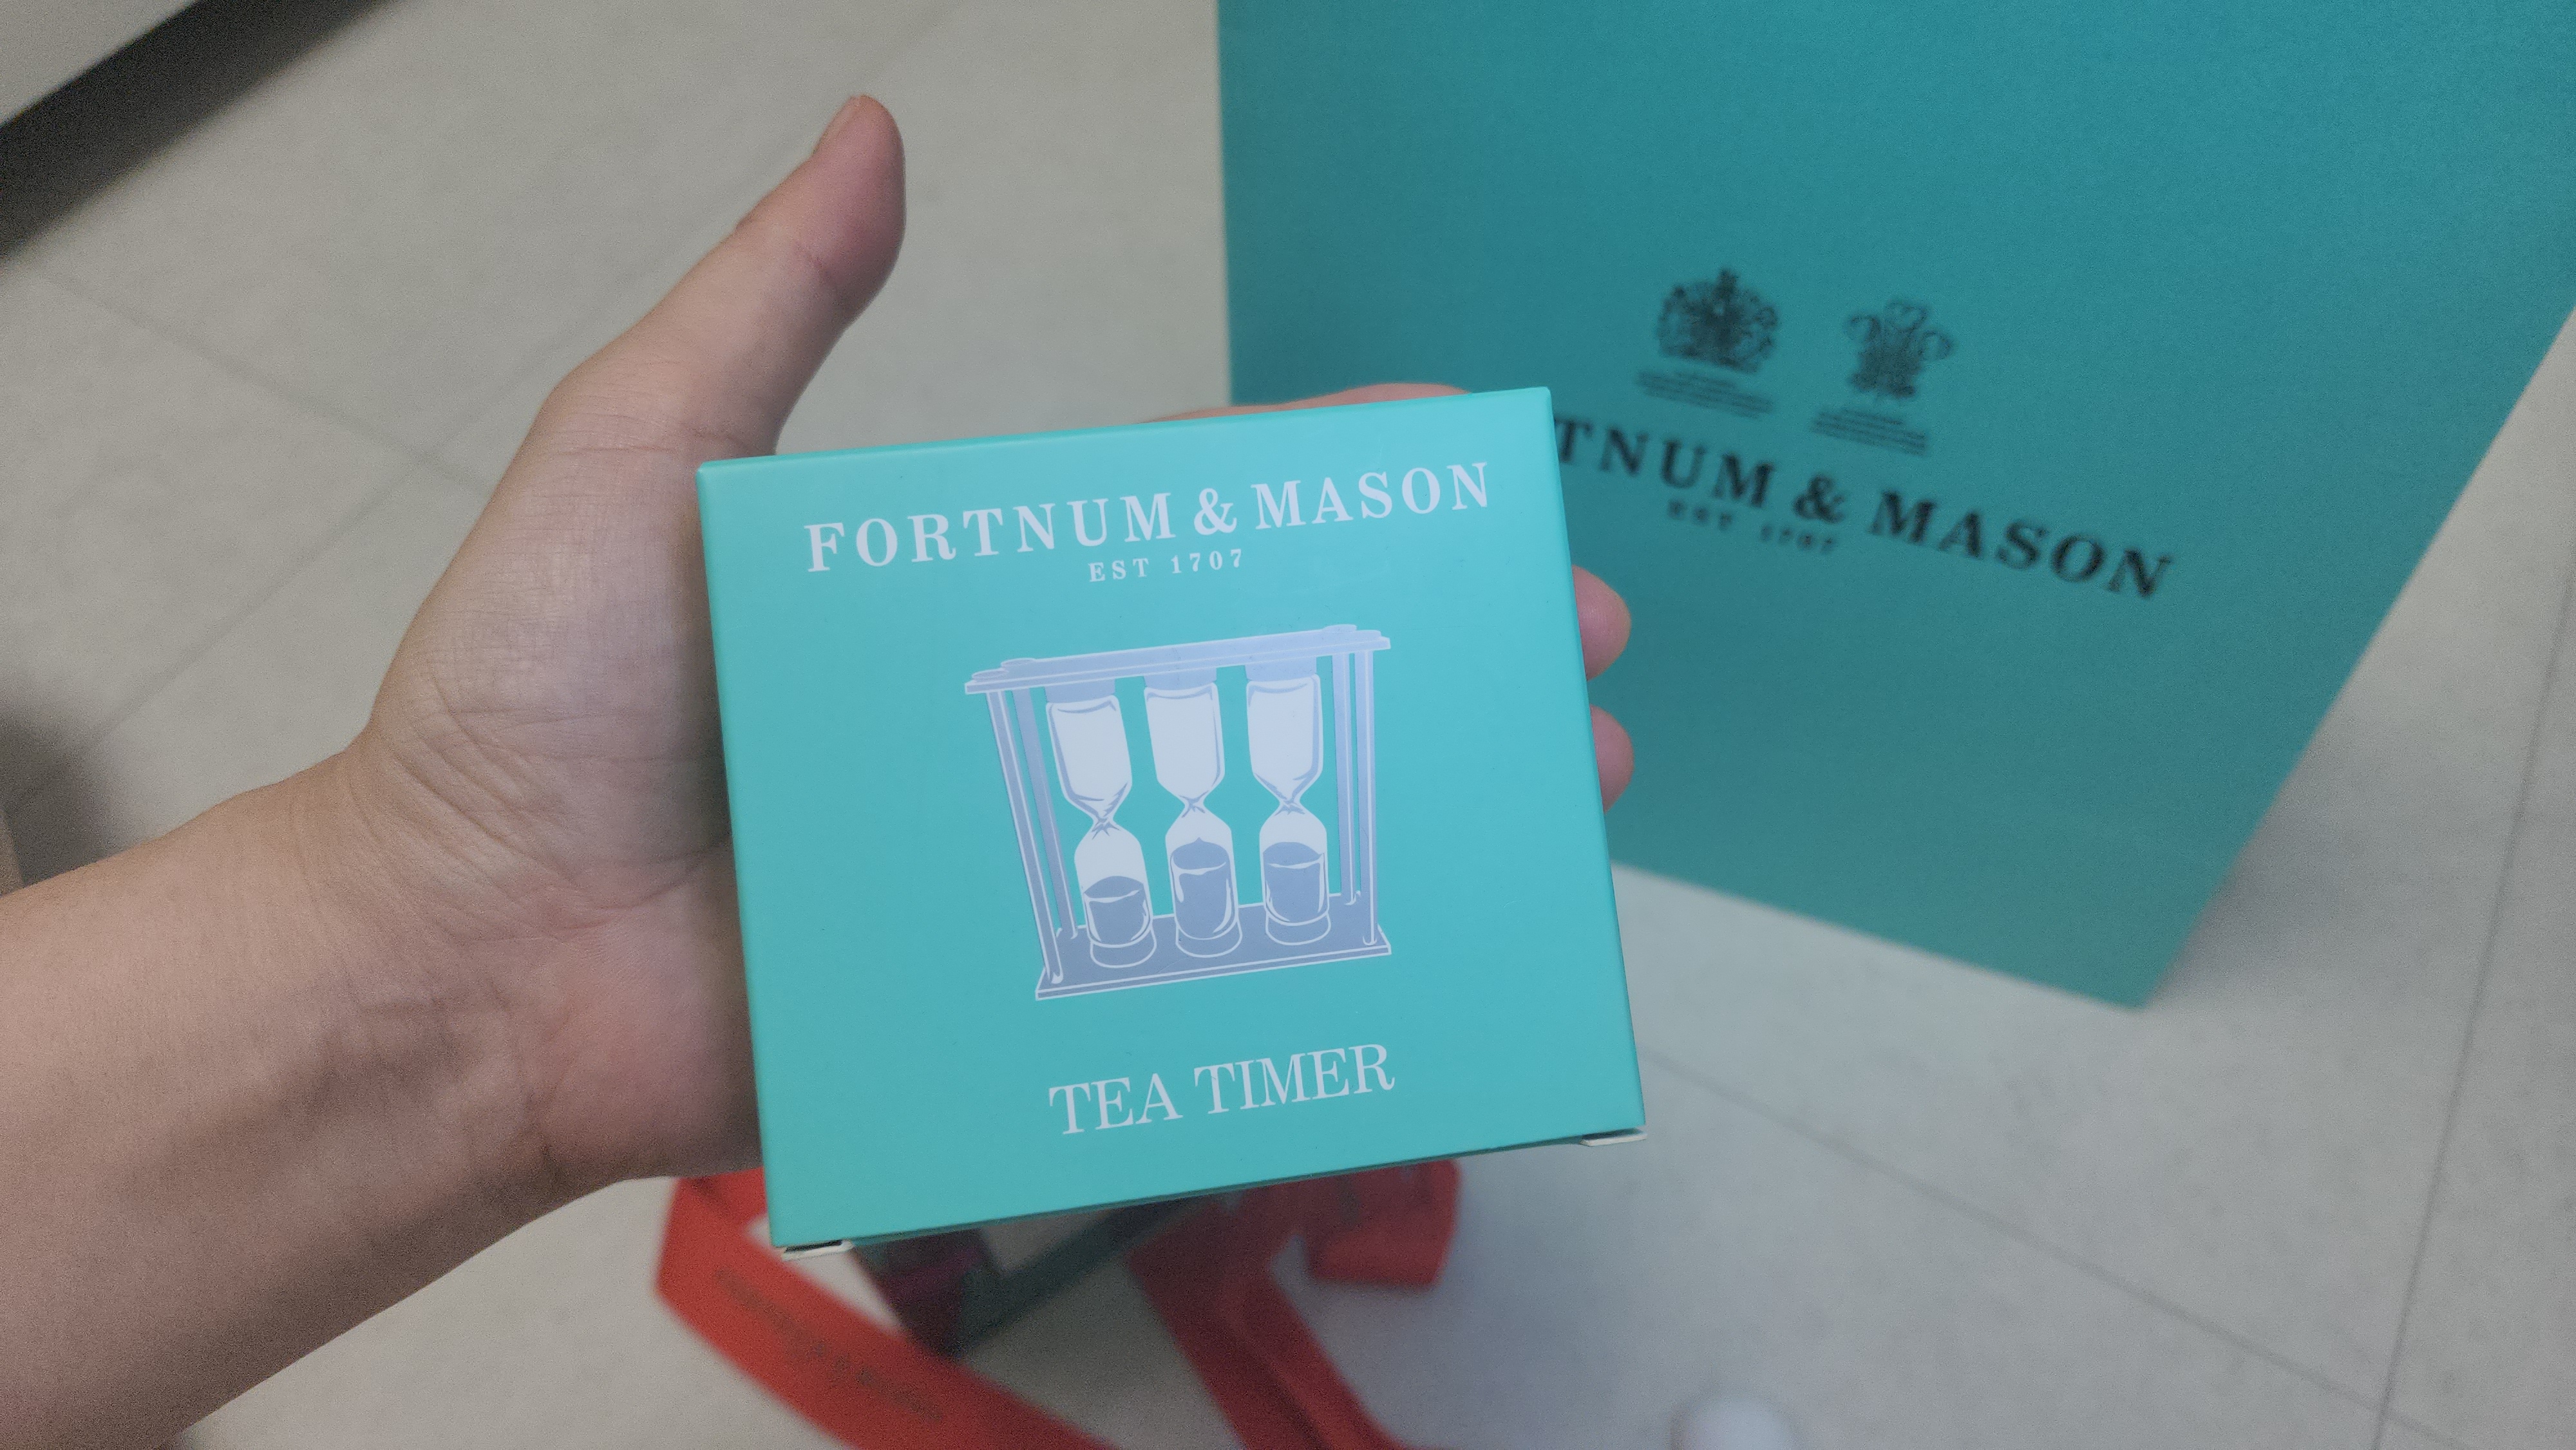 FORTNUM & MASON
EST 1707
TEA TIMER
TNUM & MASON
EST 1707